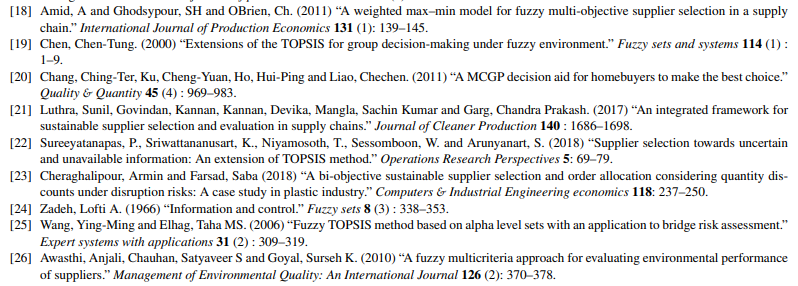 [18] Amid, A and Ghodsypour, SH and OBrien, Ch. (2011) “A weighted max–min model for fuzzy multi-objective supplier selection in a supply
chain.” International Journal of Production Economics 131 (1): 139–145.
[19] Chen, Chen-Tung. (2000) “Extensions of the TOPSIS for group decision-making under fuzzy environment.” Fuzzy sets and systems 114 (1) :
1–9.
[20] Chang, Ching-Ter, Ku, Cheng-Yuan, Ho, Hui-Ping and Liao, Chechen. (2011) “A MCGP decision aid for homebuyers to make the best choice.”
Quality & Quantity 45 (4) : 969–983.
[21] Luthra, Sunil, Govindan, Kannan, Kannan, Devika, Mangla, Sachin Kumar and Garg, Chandra Prakash. (2017) “An integrated framework for
sustainable supplier selection and evaluation in supply chains.” Journal of Cleaner Production 140 : 1686–1698.
[22] Sureeyatanapas, P., Sriwattananusart, K., Niyamosoth, T., Sessomboon, W. and Arunyanart, S. (2018) “Supplier selection towards uncertain
and unavailable information: An extension of TOPSIS method.” Operations Research Perspectives 5: 69–79.
[23] Cheraghalipour, Armin and Farsad, Saba (2018) “A bi-objective sustainable supplier selection and order allocation considering quantity dis-
counts under disruption risks: A case study in plastic industry.” Computers & Industrial Engineering economics 118: 237–250.
[24] Zadeh, Lofti A. (1966) “Information and control.” Fuzzy sets 8 (3) : 338–353.
[25] Wang, Ying-Ming and Elhag, Taha MS. (2006) “Fuzzy TOPSIS method based on alpha level sets with an application to bridge risk assessment.”
Expert systems with applications 31 (2) : 309–319.
[26] Awasthi, Anjali, Chauhan, Satyaveer S and Goyal, Surseh K. (2010) “A fuzzy multicriteria approach for evaluating environmental performance
of suppliers.” Management of Environmental Quality: An International Journal 126 (2): 370–378.